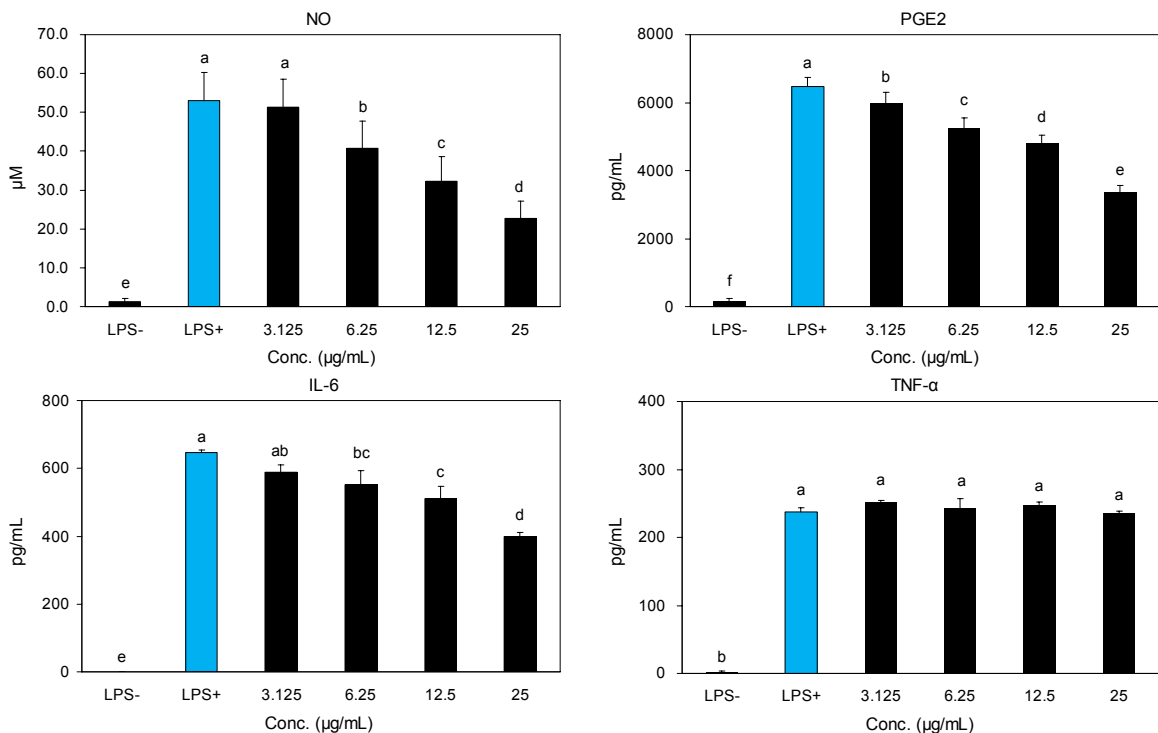 NO
70.0
60.0
50.0
40.0
30.0
20.0
10.0
0.0
µM
a
a
b
c
d
e
LPS- LPS+ 3.125 6.25 12.5 25
Conc. (µg/mL)
PGE2
8000
6000
4000
2000
0
pg/mL
a
b
c
d
e
f
LPS- LPS+ 3.125 6.25 12.5 25
Conc. (µg/mL)
IL-6
800
600
400
200
0
pg/mL
a
ab
bc
c
d
e
LPS- LPS+ 3.125 6.25 12.5 25
Conc. (µg/mL)
TNF-α
400
300
200
100
0
pg/mL
a
a
a
a
a
b
LPS- LPS+ 3.125 6.25 12.5 25
Conc. (µg/mL)